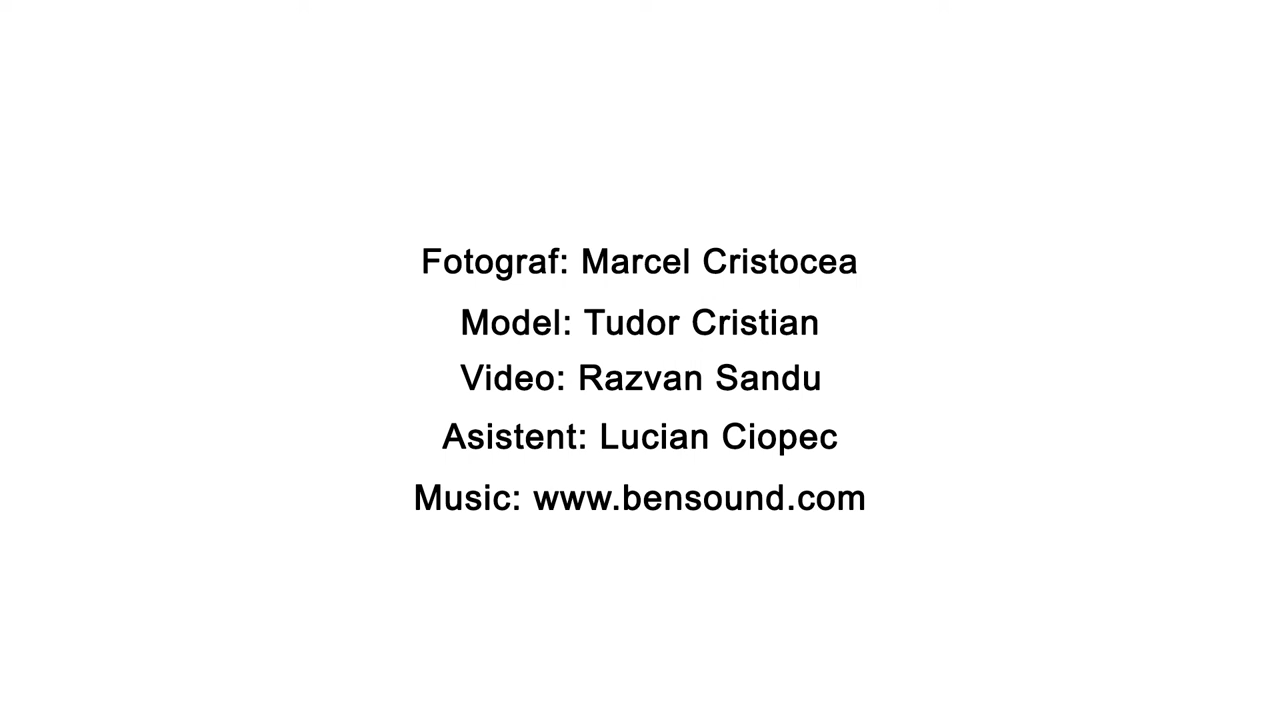 Fotograf: Marcel Cristocea
Model: Tudor Cristian
Video: Razvan Sandu
Asistent: Lucian Ciopec
Music: www.bensound.com